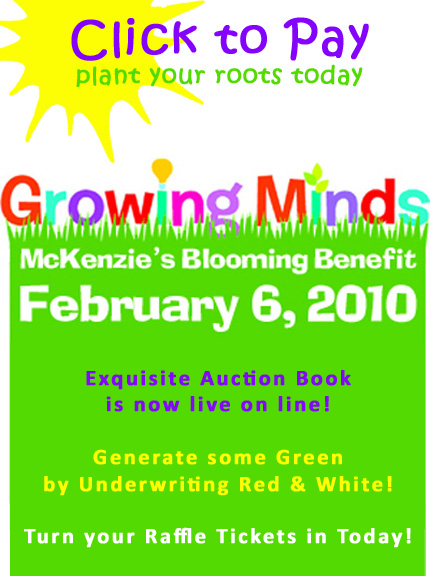 Click to Pay
plant your roots today
Growing Minds
McKenzie's Blooming Benefit
February 6, 2010
Exquisite Auction Book
is now live on line!
Generate some Green
by Underwriting Red & White!
Turn your Raffle Tickets in Today!